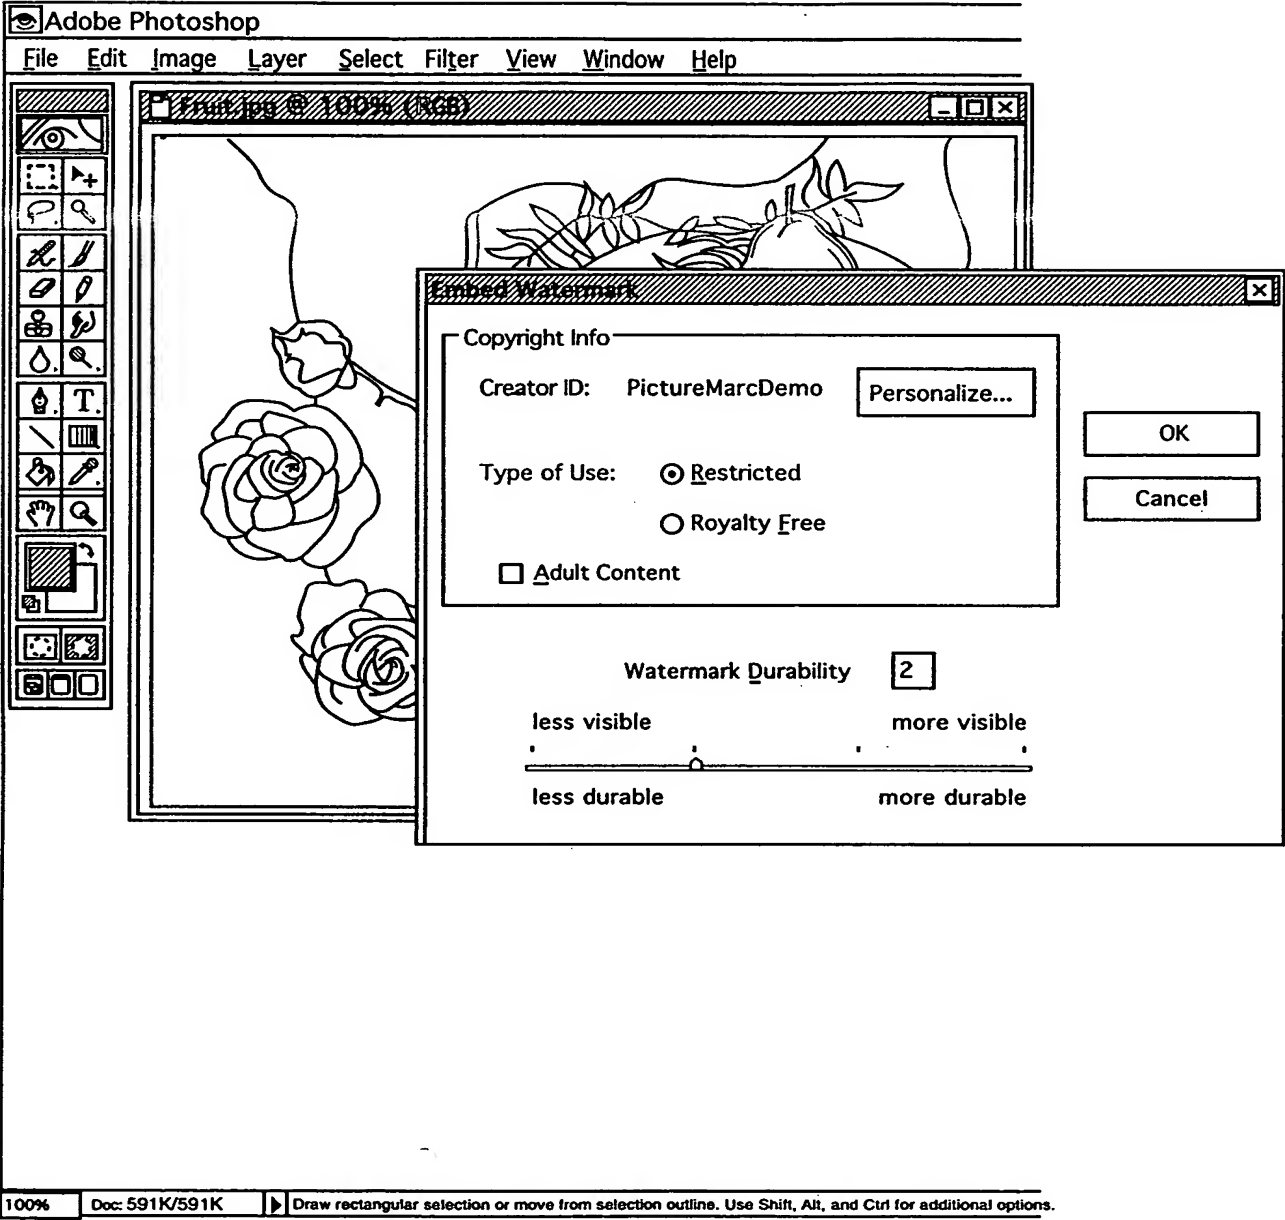 Adobe Photoshop
File Edit Image Layer Select Filter View Window Help
Fruit.jpg @ 100% (RGB)
Embed Watermark
Copyright Info
Creator ID: PictureMarcDemo Personalize...
OK
Type of Use: Restricted
Cancel
Royalty Free
Adult Content
Watermark Durability 2
less visible more visible
less durable more durable
T
100% Doc: 591K/591K Draw rectangular selection or move from selection outline. Use Shift, Alt, and Ctrl for additional options.